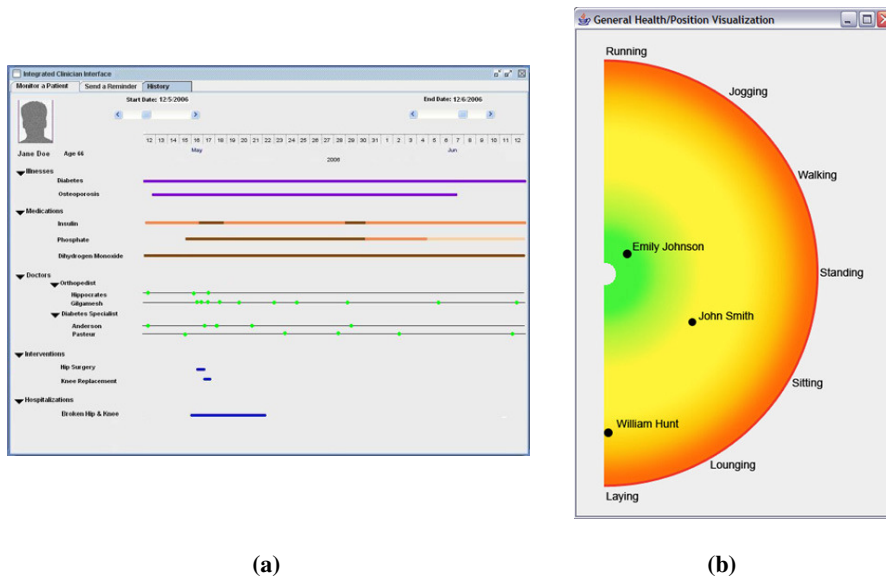 Integrated Clinician Interface
Monitor a Patient Send a Reminder History
Start Date: 12/5/2006 End Date: 12/6/2006
12 13 14 15 16 17 18 19 20 21 22 23 24 25 26 27 28 29 30 31 1 2 3 4 5 6 7 8 9 10 11 12
May Jun
2006
Jane Doe Age 66
Illnesses
Diabetes
Osteoporosis
Medications
Insulin
Phosphate
Dihydrogen Monoxide
Doctors
Orthopedist
Hippocrates
Gilgamesh
Diabetes Specialist
Anderson
Pasteur
Interventions
Hip Surgery
Knee Replacement
Hospitalizations
Broken Hip & Knee
(a)
General Health/Position Visualization
Running
Jogging
Walking
Emily Johnson
Standing
John Smith
Sitting
William Hunt
Lounging
Laying
(b)